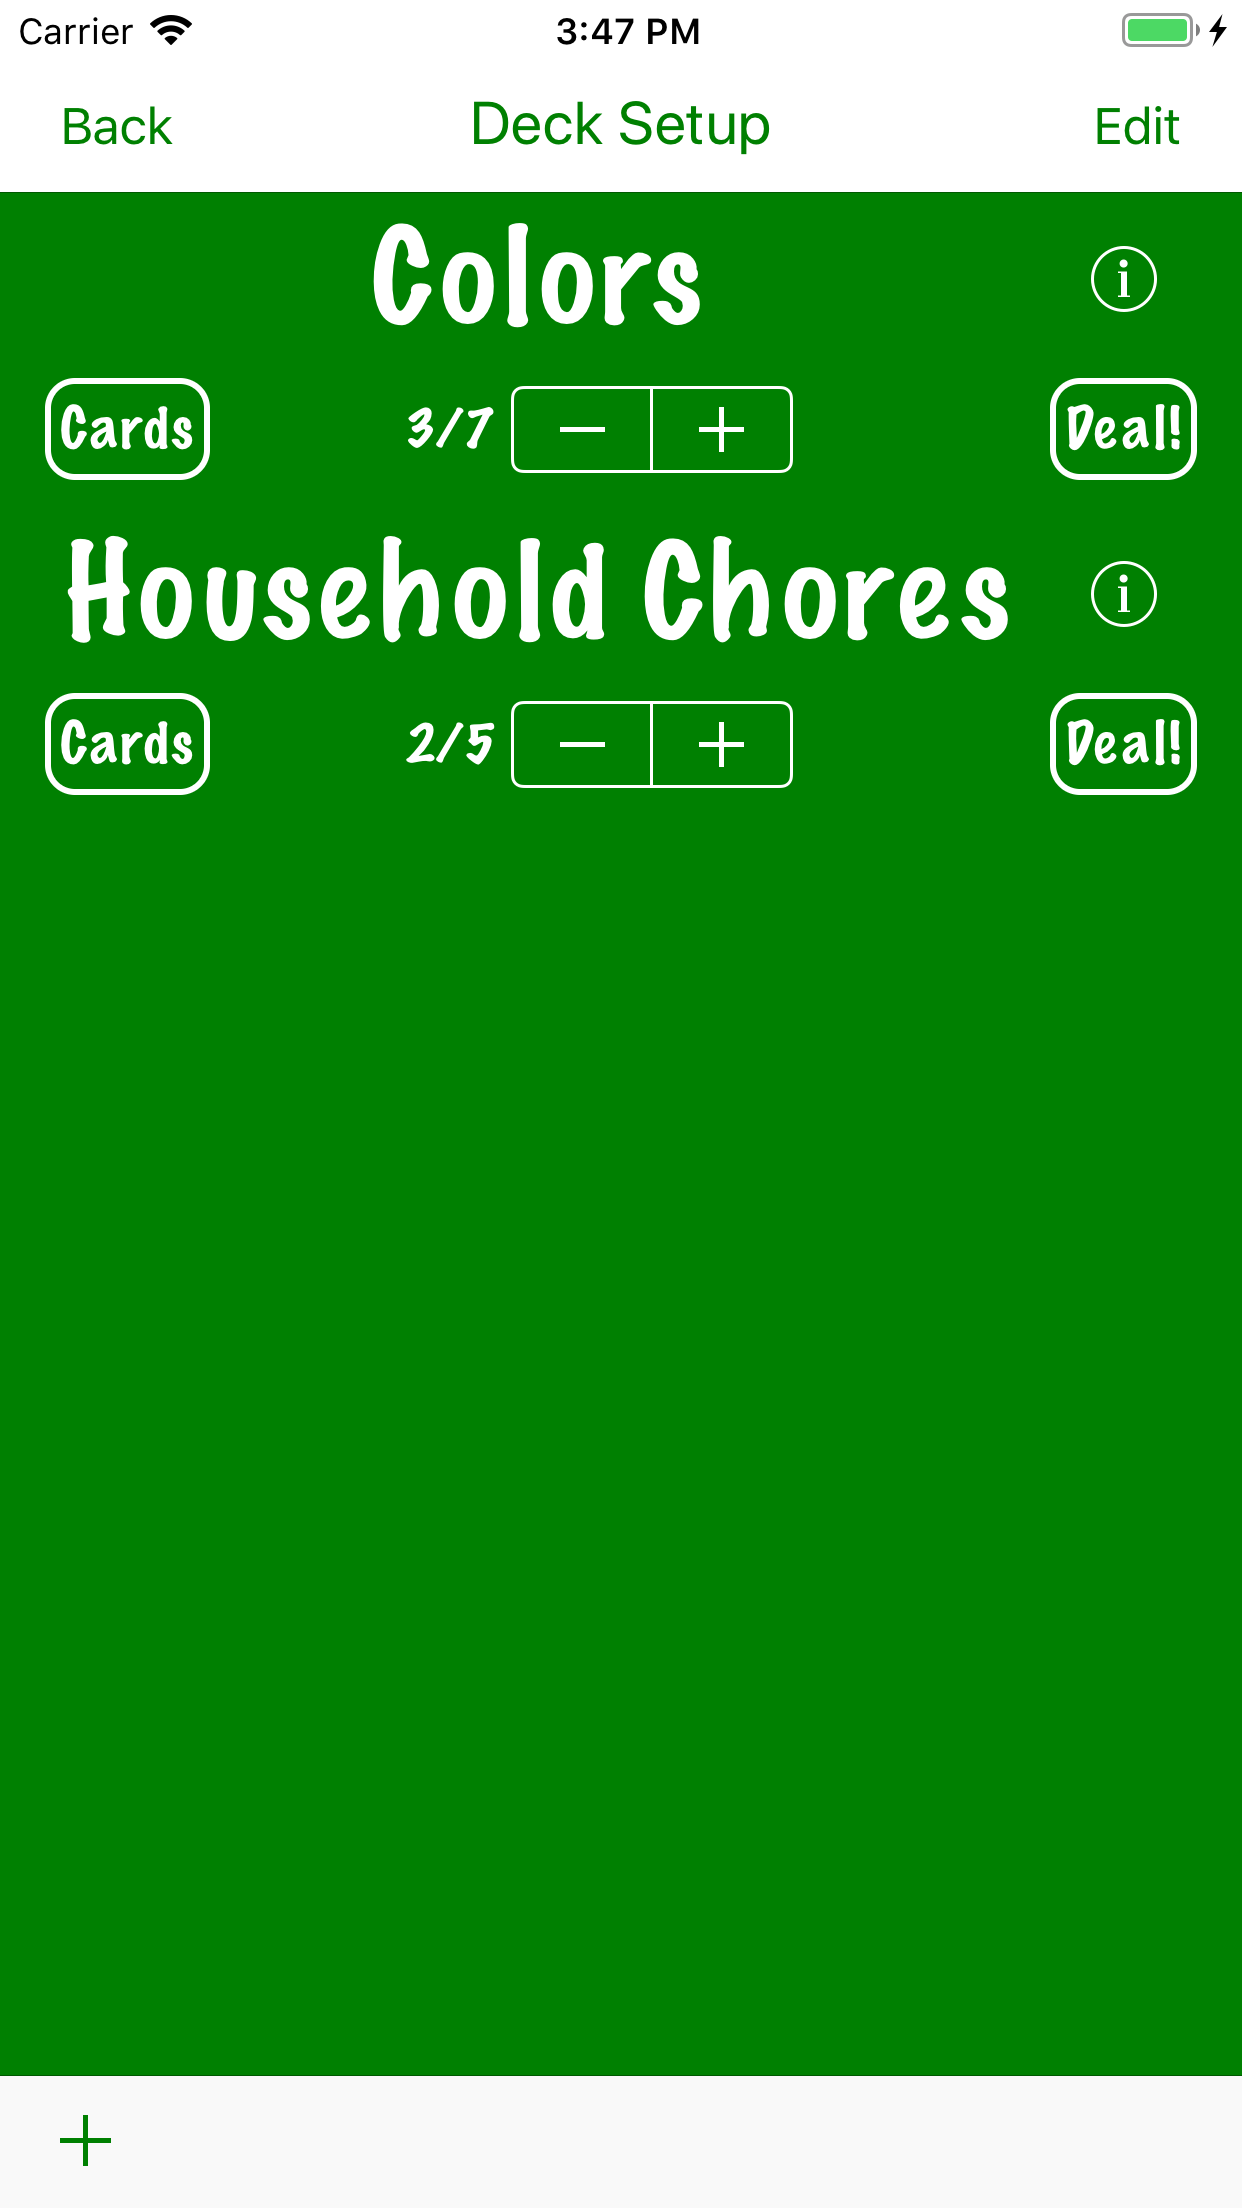 Carrier 3:47 PM
Back Deck Setup Edit
Colors i
Cards 3/7 − + Deal!
Household Chores i
Cards 2/5 − + Deal!
+